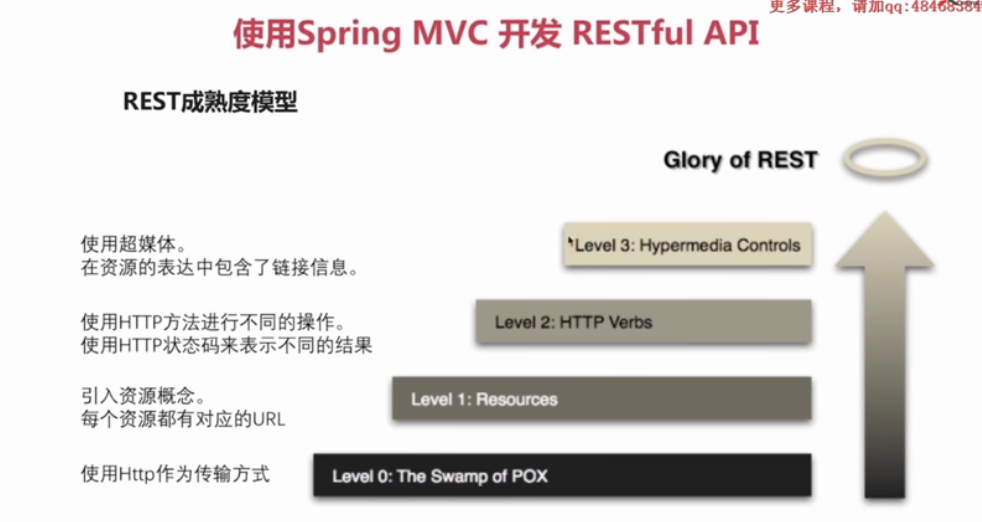 更多课程，请加qq:48468384
使用Spring MVC 开发 RESTful API
REST成熟度模型
Glory of REST
使用超媒体。
在资源的表达中包含了链接信息。
Level 3: Hypermedia Controls
使用HTTP方法进行不同的操作。
使用HTTP状态码来表示不同的结果
Level 2: HTTP Verbs
引入资源概念。
每个资源都有对应的URL
Level 1: Resources
使用Http作为传输方式
Level 0: The Swamp of POX